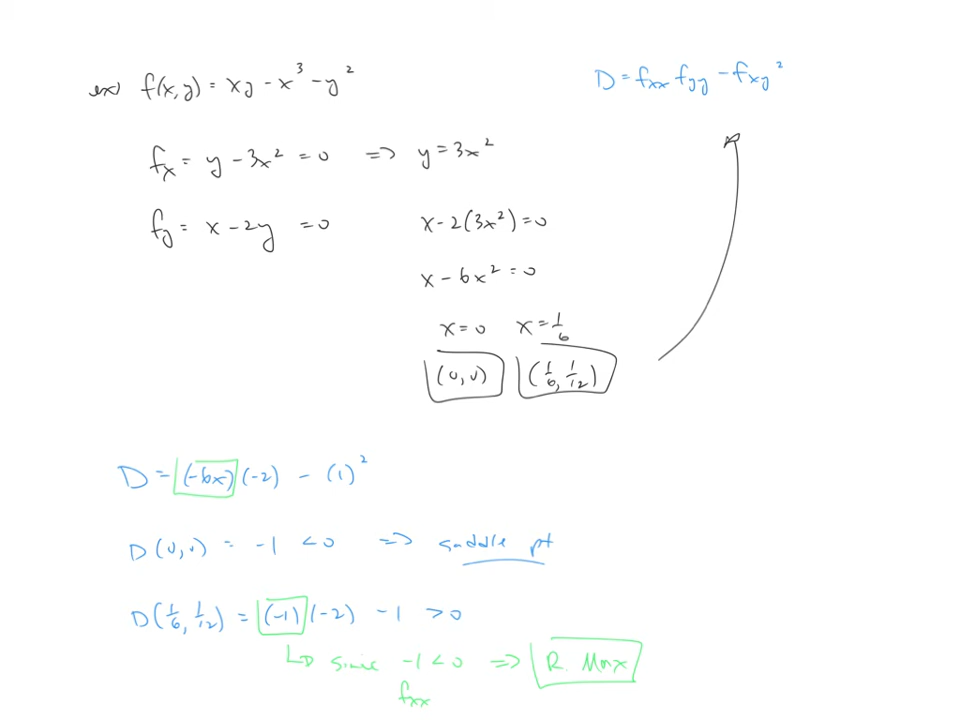 ex) f(x,y) = xy - x³ - y²
D = fxx fyy - fxy²
fx = y - 3x² = 0 => y = 3x²
fy = x - 2y = 0
x - 2(3x²) = 0
x - 6x² = 0
x = 0 x = 1/6
(0,0) (1/6, 1/12)
D = (-6x)(-2) - (1)²
D(0,0) = -1 < 0 => saddle pt
D(1/6, 1/12) = (-1)(-2) - 1 > 0
↳ since -1 < 0 => R. Max
fxx